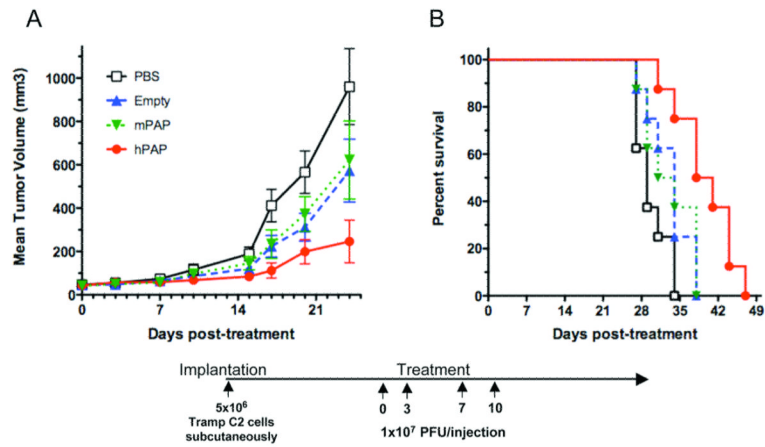 A
B
Mean Tumor Volume (mm3)
1000
800
600
400
200
0
PBS
Empty
mPAP
hPAP
0
7
14
21
Days post-treatment
Percent survival
100
80
60
40
20
0
0
7
14
21
28
35
42
49
Days post-treatment
Implantation
Treatment
5x10⁶
Tramp C2 cells
subcutaneously
0
3
7
10
1x10⁷ PFU/injection